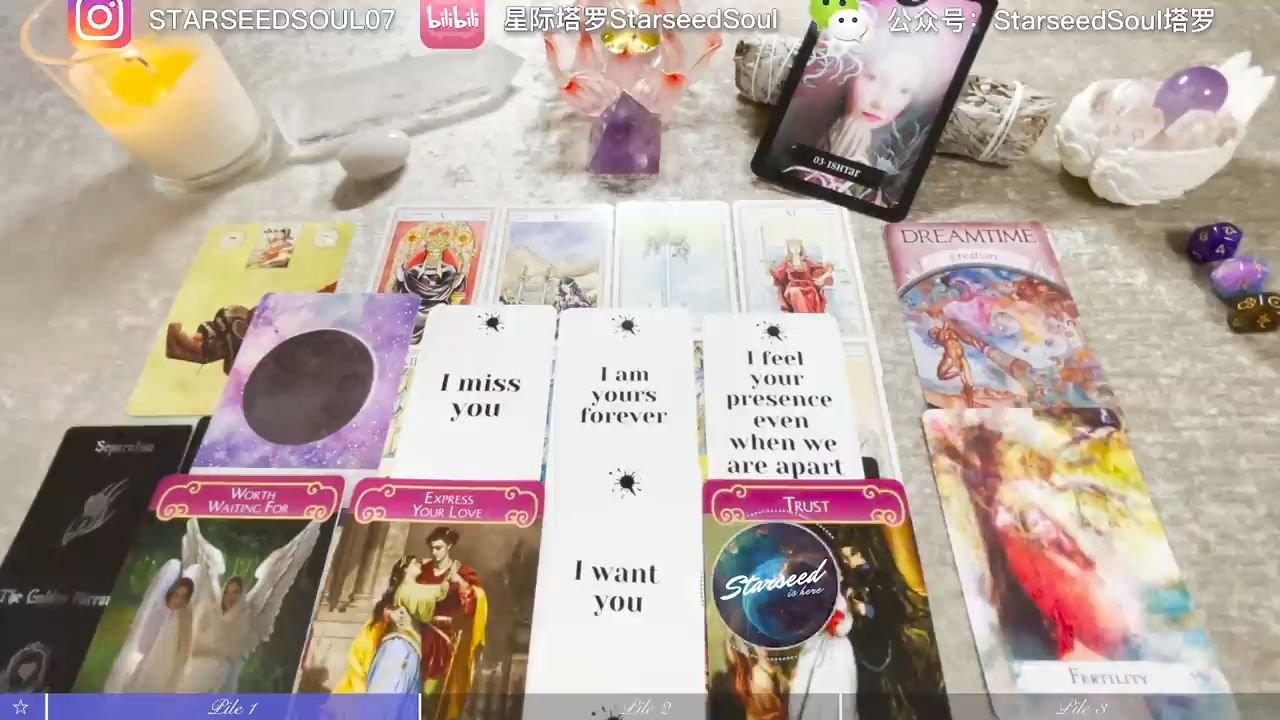 STARSEEDSOUL07
bilibili
星际塔罗StarseedSoul
公众号：StarseedSoul塔罗
03·ISHTAR
V
XI
DREAMTIME
Creation
I miss
you
I am
yours
forever
I feel
your
presence
even
when we
are apart
Separation
WORTH
WAITING FOR
EXPRESS
YOUR LOVE
TRUST
I want
you
Starseed
is here
The Golden Mirror
FERTILITY
Pile 1
Pile 2
Pile 3